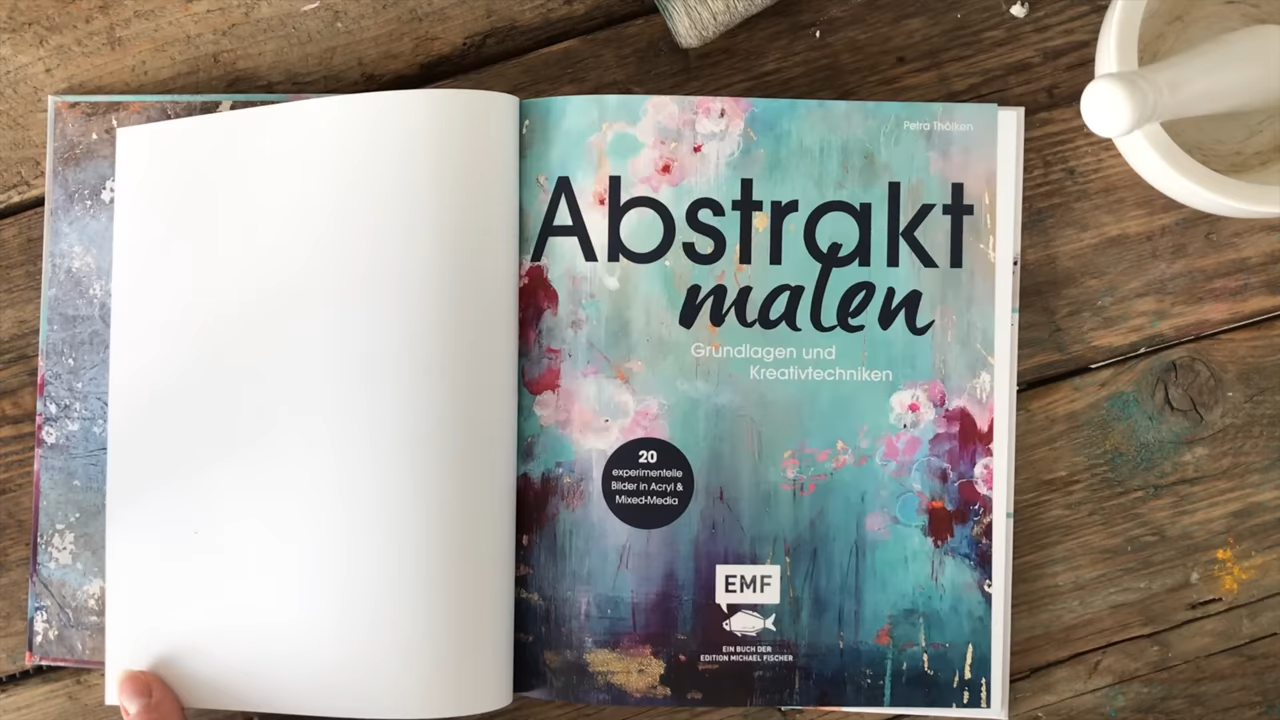 Petra Thölken
Abstrakt
malen
Grundlagen und
Kreativtechniken
20
experimentelle
Bilder in Acryl &
Mixed-Media
EMF
EIN BUCH DER
EDITION MICHAEL FISCHER